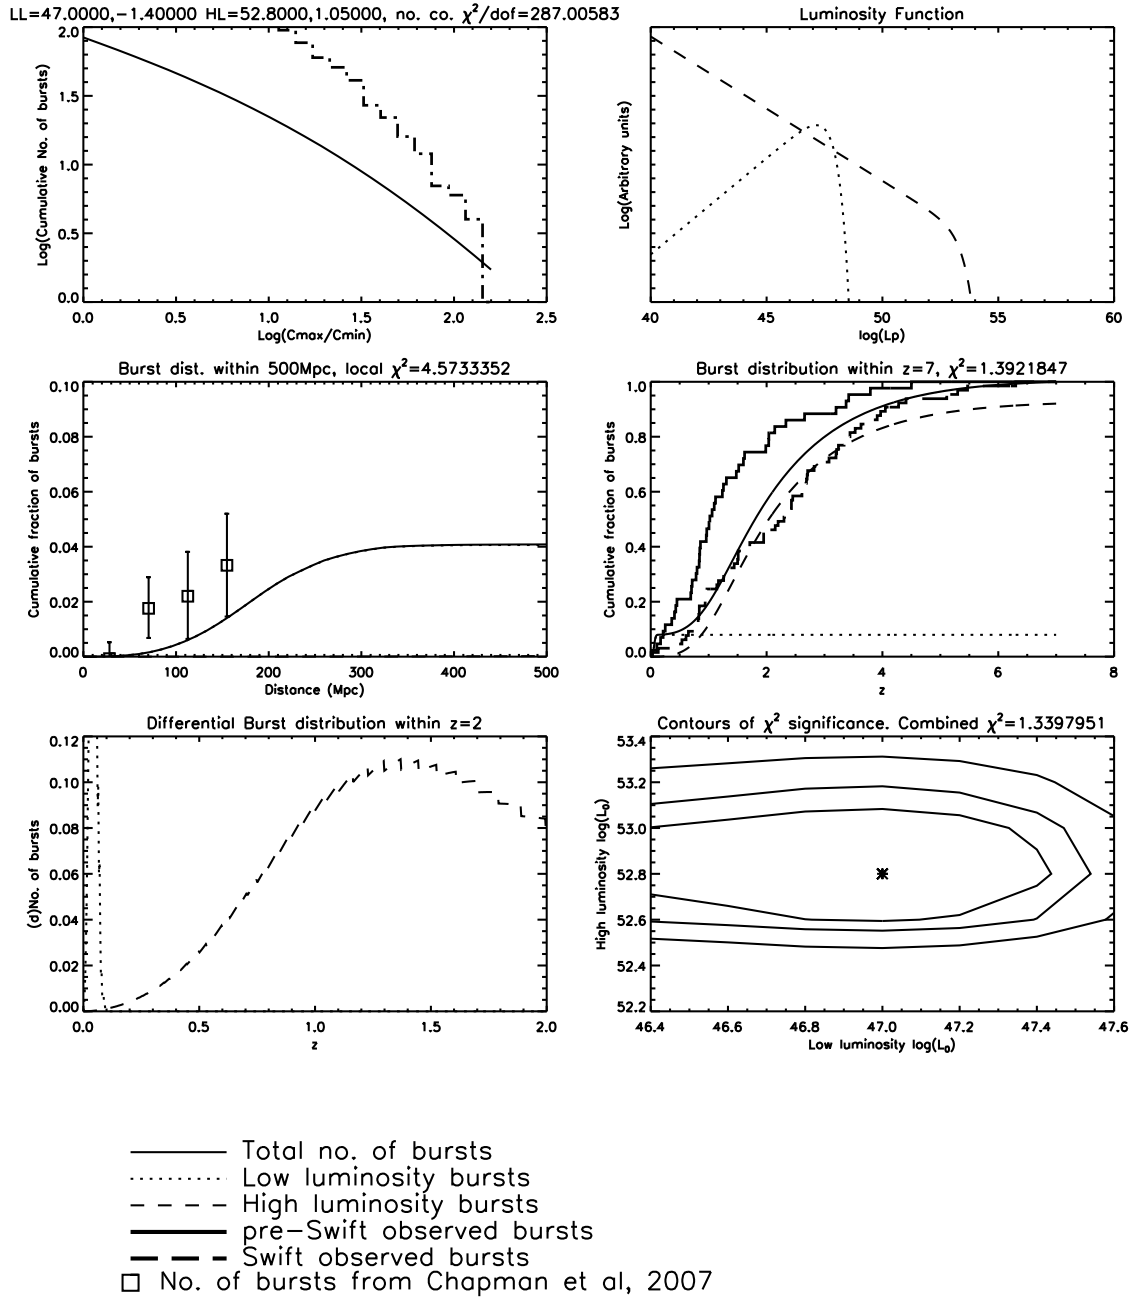 LL=47.0000,-1.40000 HL=52.8000,1.05000, no. co. χ²/dof=287.00583
Luminosity Function
Log(Cumulative No. of bursts)
2.0
1.5
1.0
0.5
0.0
0.0 0.5 1.0 1.5 2.0 2.5
Log(Cmax/Cmin)
Log(Arbitrary units)
40 45 50 55 60
log(Lp)
Burst dist. within 500Mpc, local χ²=4.5733352
Cumulative fraction of bursts
0.10
0.08
0.06
0.04
0.02
0.00
0 100 200 300 400 500
Distance (Mpc)
Burst distribution within z=7, χ²=1.3921847
Cumulative fraction of bursts
1.0
0.8
0.6
0.4
0.2
0.0
0 2 4 6 8
z
Differential Burst distribution within z=2
(d)No. of bursts
0.12
0.10
0.08
0.06
0.04
0.02
0.00
0.0 0.5 1.0 1.5 2.0
z
Contours of χ² significance. Combined χ²=1.3397951
High luminosity log(L₀)
53.4
53.2
53.0
52.8
52.6
52.4
52.2
46.4 46.6 46.8 47.0 47.2 47.4 47.6
Low luminosity log(L₀)
Total no. of bursts
Low luminosity bursts
High luminosity bursts
pre-Swift observed bursts
Swift observed bursts
No. of bursts from Chapman et al, 2007